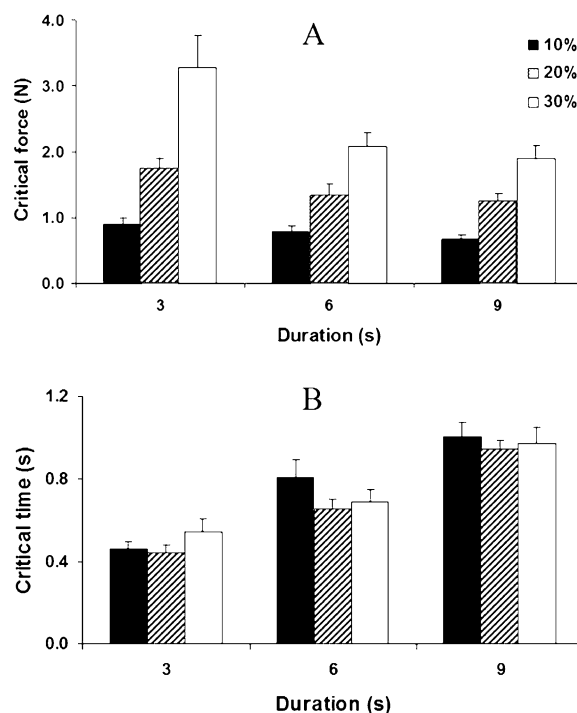 A
Critical force (N)
4.0
3.0
2.0
1.0
0.0
10%
20%
30%
3 6 9
Duration (s)
B
Critical time (s)
1.2
0.8
0.4
0.0
3 6 9
Duration (s)